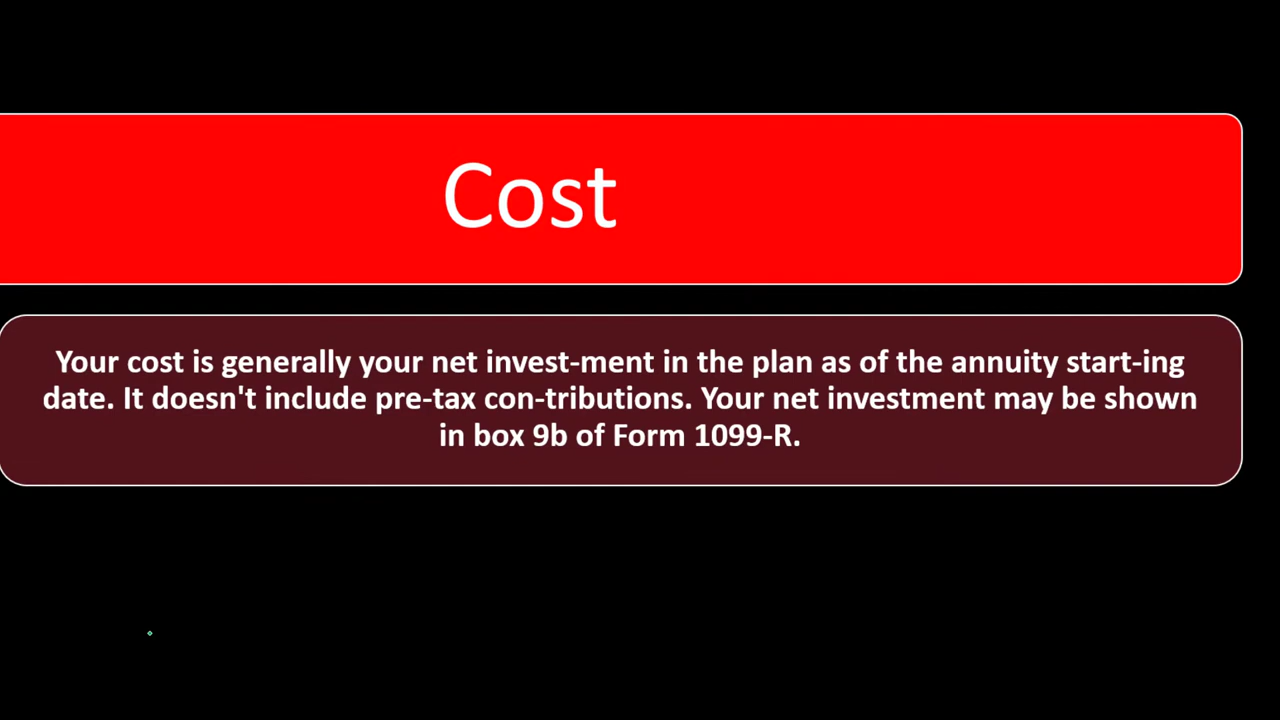 Cost
Your cost is generally your net invest-ment in the plan as of the annuity start-ing
date. It doesn't include pre-tax con-tributions. Your net investment may be shown
in box 9b of Form 1099-R.